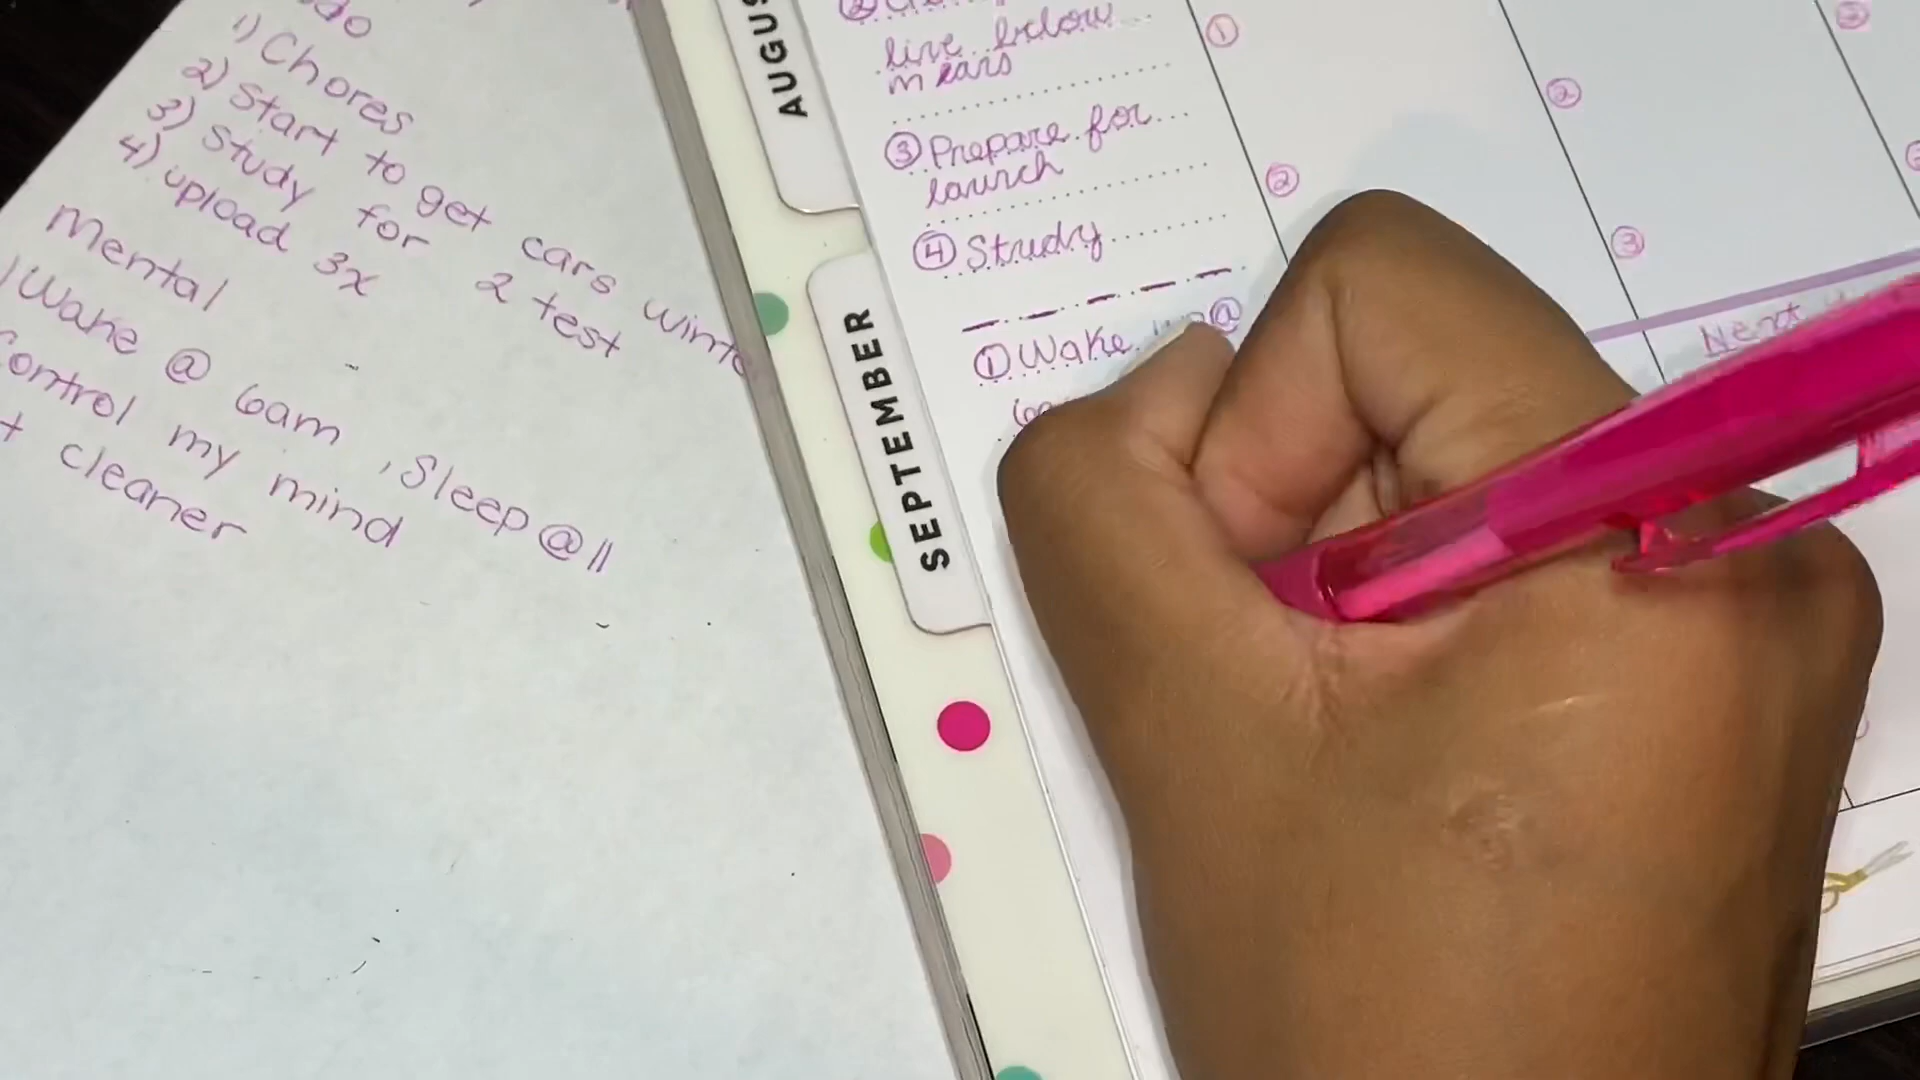 do
1) Chores
2) Start to get cars winte
3) Study for 2 test
4) upload 3x
Mental
) Wake @ 6am , Sleep @ 11
Control my mind
+ cleaner
AUGUS
SEPTEMBER
②
live below
means
③ Prepare for
launch
④ Study
① Wake up @
6a
①
②
②
③
Next